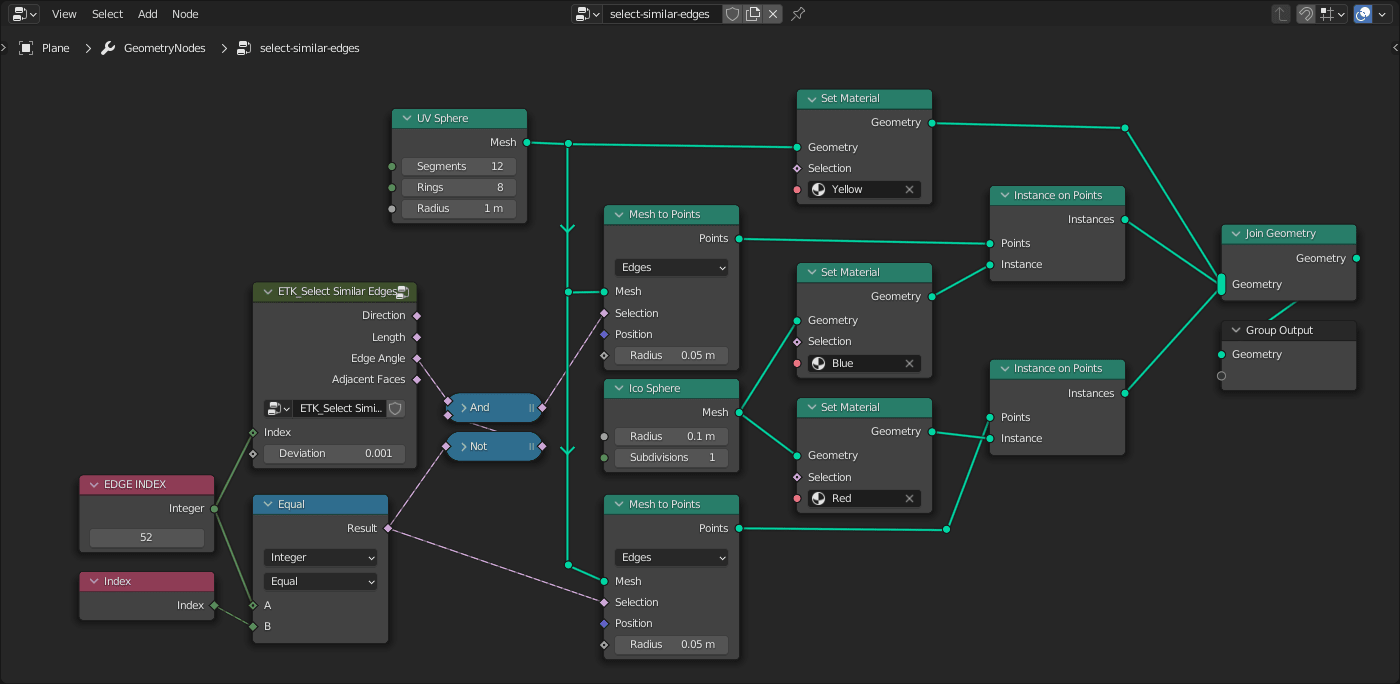 View Select Add Node
select-similar-edges
Plane GeometryNodes select-similar-edges
UV Sphere
Mesh
Segments 12
Rings 8
Radius 1 m
Set Material
Geometry
Geometry
Selection
Yellow
Mesh to Points
Points
Edges
Mesh
Selection
Position
Radius 0.05 m
Instance on Points
Instances
Points
Instance
Join Geometry
Geometry
Geometry
Group Output
Geometry
Set Material
Geometry
Geometry
Selection
Blue
ETK_Select Similar Edges
Direction
Length
Edge Angle
Adjacent Faces
ETK_Select Simi...
Index
Deviation 0.001
And
Not
Ico Sphere
Mesh
Radius 0.1 m
Subdivisions 1
Set Material
Geometry
Geometry
Selection
Red
Instance on Points
Instances
Points
Instance
EDGE INDEX
Integer
52
Index
Index
Equal
Result
Integer
Equal
A
B
Mesh to Points
Points
Edges
Mesh
Selection
Position
Radius 0.05 m